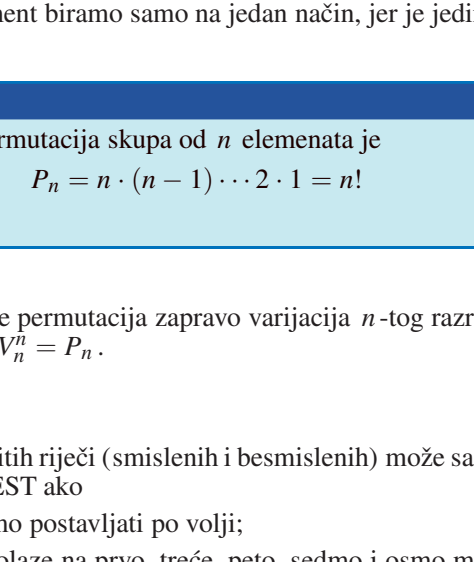 ent biramo samo na jedan način, jer je jedi
rmutacija skupa od n elemenata je
P_n = n · (n − 1) ··· 2 · 1 = n!
e permutacija zapravo varijacija n-tog razr
V_n^n = P_n.
itih riječi (smislenih i besmislenih) može sa
EST ako
no postavljati po volji;
olaze na prvo, treće, peto, sedmo i osmo m